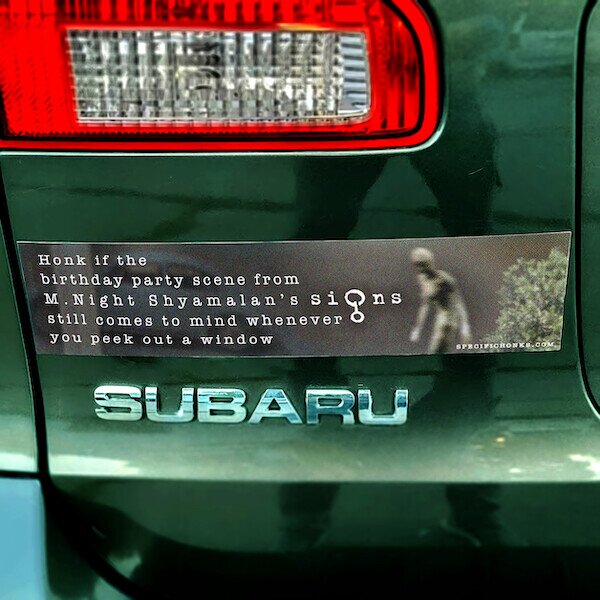 Honk if the
birthday party scene from
M.Night Shyamalan's signs
still comes to mind whenever
you peek out a window
SPECIFICHONKS.COM
SUBARU